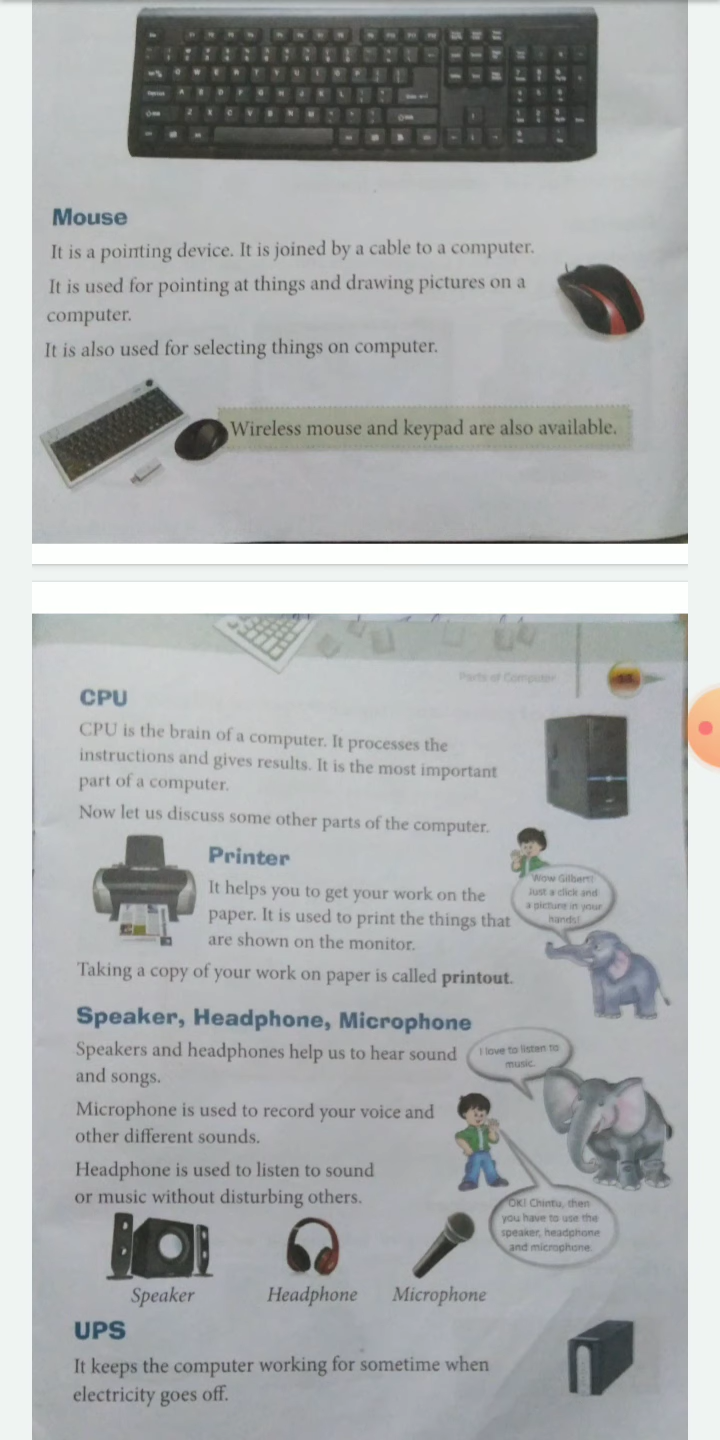 Mouse
It is a pointing device. It is joined by a cable to a computer.
It is used for pointing at things and drawing pictures on a
computer.
It is also used for selecting things on computer.
Wireless mouse and keypad are also available.
Parts of Computer
CPU
CPU is the brain of a computer. It processes the
instructions and gives results. It is the most important
part of a computer.
Now let us discuss some other parts of the computer.
Printer
It helps you to get your work on the
paper. It is used to print the things that
are shown on the monitor.
Wow Gilbert!
Just a click and
a picture in your
hands!
Taking a copy of your work on paper is called printout.
Speaker, Headphone, Microphone
Speakers and headphones help us to hear sound
and songs.
I love to listen to
music.
Microphone is used to record your voice and
other different sounds.
Headphone is used to listen to sound
or music without disturbing others.
OK! Chintu, then
you have to use the
speaker, headphone
and microphone.
Speaker
Headphone
Microphone
UPS
It keeps the computer working for sometime when
electricity goes off.